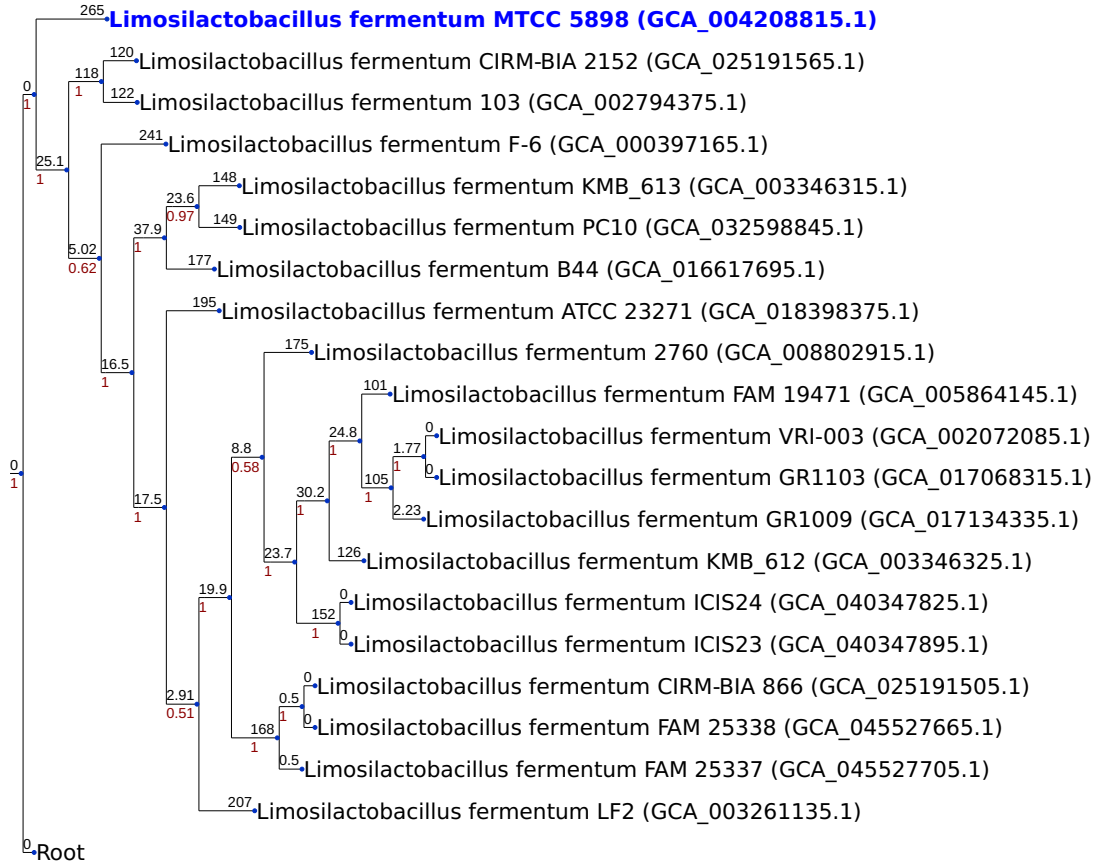 265 Limosilactobacillus fermentum MTCC 5898 (GCA_004208815.1)
120 Limosilactobacillus fermentum CIRM-BIA 2152 (GCA_025191565.1)
118
1
0
1
122 Limosilactobacillus fermentum 103 (GCA_002794375.1)
241 Limosilactobacillus fermentum F-6 (GCA_000397165.1)
25.1
1
148 Limosilactobacillus fermentum KMB_613 (GCA_003346315.1)
23.6
0.97
149 Limosilactobacillus fermentum PC10 (GCA_032598845.1)
37.9
1
5.02
0.62
177 Limosilactobacillus fermentum B44 (GCA_016617695.1)
195 Limosilactobacillus fermentum ATCC 23271 (GCA_018398375.1)
175 Limosilactobacillus fermentum 2760 (GCA_008802915.1)
16.5
1
101 Limosilactobacillus fermentum FAM 19471 (GCA_005864145.1)
0 Limosilactobacillus fermentum VRI-003 (GCA_002072085.1)
24.8
1
1.77
1
8.8
0.58
0 Limosilactobacillus fermentum GR1103 (GCA_017068315.1)
0
1
105
1
30.2
1
17.5
1
2.23 Limosilactobacillus fermentum GR1009 (GCA_017134335.1)
126 Limosilactobacillus fermentum KMB_612 (GCA_003346325.1)
23.7
1
19.9
1
0 Limosilactobacillus fermentum ICIS24 (GCA_040347825.1)
152
1
0 Limosilactobacillus fermentum ICIS23 (GCA_040347895.1)
0 Limosilactobacillus fermentum CIRM-BIA 866 (GCA_025191505.1)
2.91
0.51
0.5
1
0 Limosilactobacillus fermentum FAM 25338 (GCA_045527665.1)
168
1
0.5 Limosilactobacillus fermentum FAM 25337 (GCA_045527705.1)
207 Limosilactobacillus fermentum LF2 (GCA_003261135.1)
0 Root